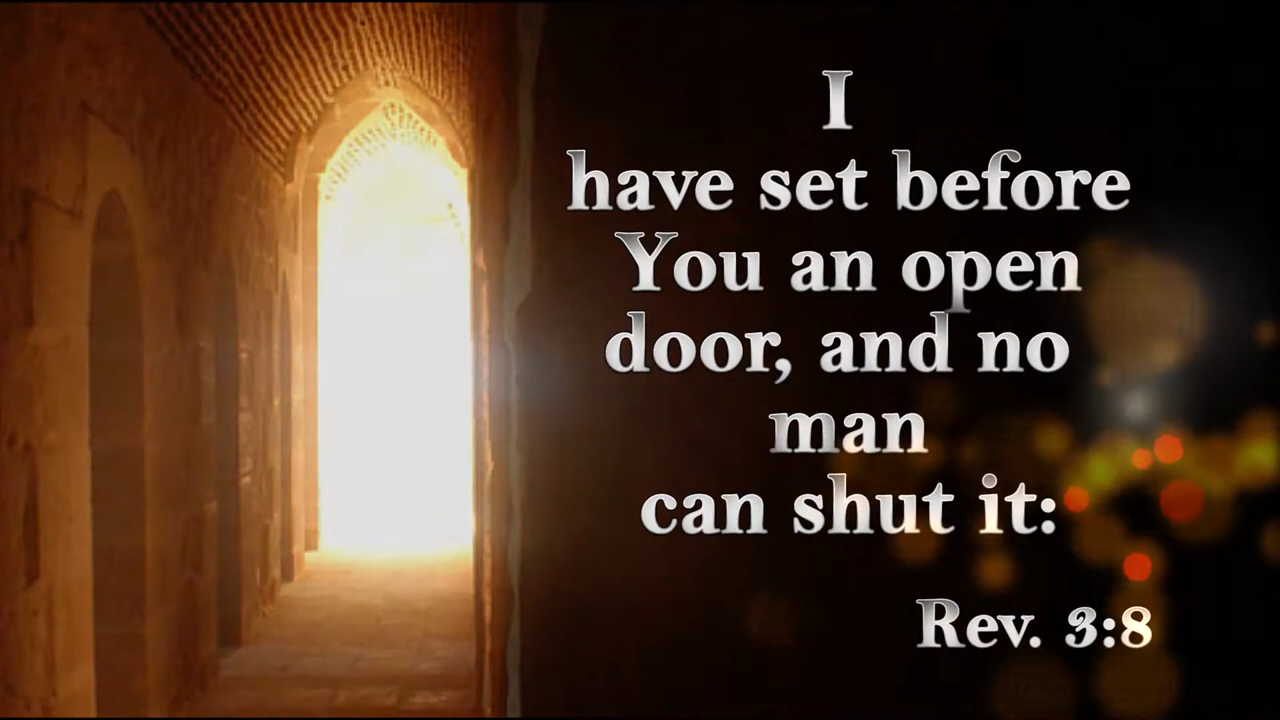 I
have set before
You an open
door, and no
man
can shut it:
Rev. 3:8